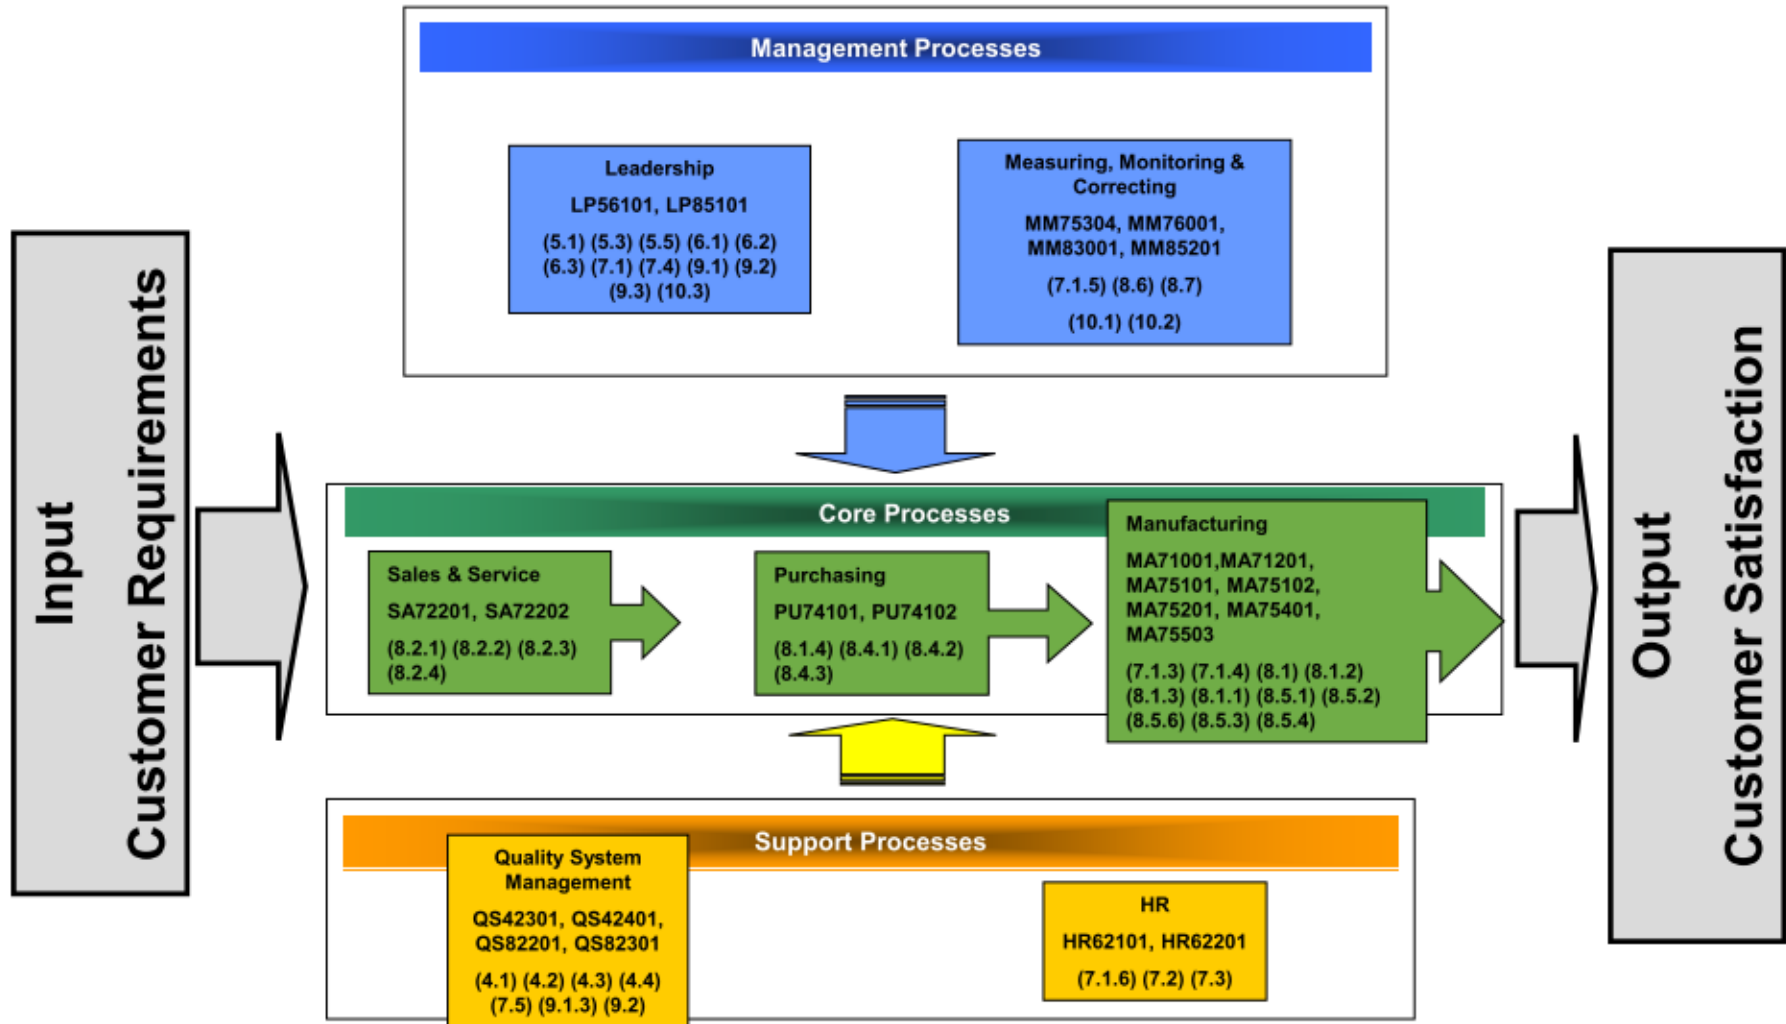 Management Processes
Leadership
LP56101, LP85101
(5.1) (5.3) (5.5) (6.1) (6.2)
(6.3) (7.1) (7.4) (9.1) (9.2)
(9.3) (10.3)
Measuring, Monitoring &
Correcting
MM75304, MM76001,
MM83001, MM85201
(7.1.5) (8.6) (8.7)
(10.1) (10.2)
Input
Customer Requirements
Core Processes
Sales & Service
SA72201, SA72202
(8.2.1) (8.2.2) (8.2.3)
(8.2.4)
Purchasing
PU74101, PU74102
(8.1.4) (8.4.1) (8.4.2)
(8.4.3)
Manufacturing
MA71001,MA71201,
MA75101, MA75102,
MA75201, MA75401,
MA75503
(7.1.3) (7.1.4) (8.1) (8.1.2)
(8.1.3) (8.1.1) (8.5.1) (8.5.2)
(8.5.6) (8.5.3) (8.5.4)
Output
Customer Satisfaction
Support Processes
Quality System
Management
QS42301, QS42401,
QS82201, QS82301
(4.1) (4.2) (4.3) (4.4)
(7.5) (9.1.3) (9.2)
HR
HR62101, HR62201
(7.1.6) (7.2) (7.3)